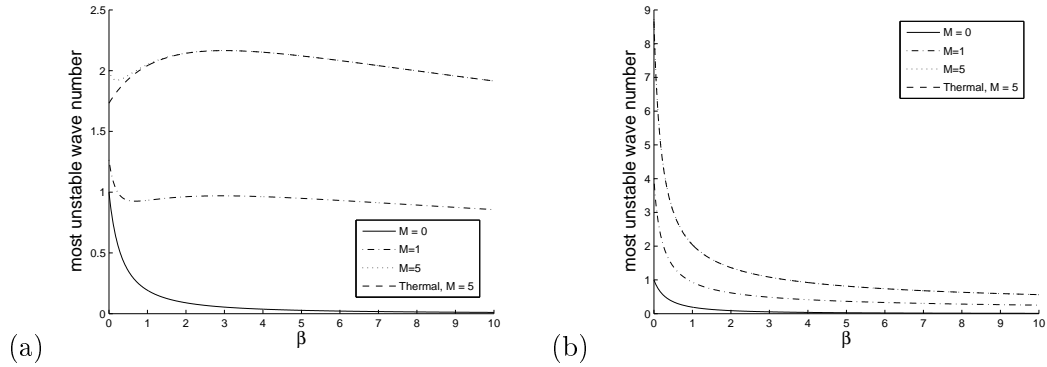 2.5
2
1.5
1
0.5
0
most unstable wave number
M = 0
M=1
M=5
Thermal, M = 5
0 1 2 3 4 5 6 7 8 9 10
β
(a)
9
8
7
6
5
4
3
2
1
0
most unstable wave number
M = 0
M=1
M=5
Thermal, M = 5
0 1 2 3 4 5 6 7 8 9 10
β
(b)